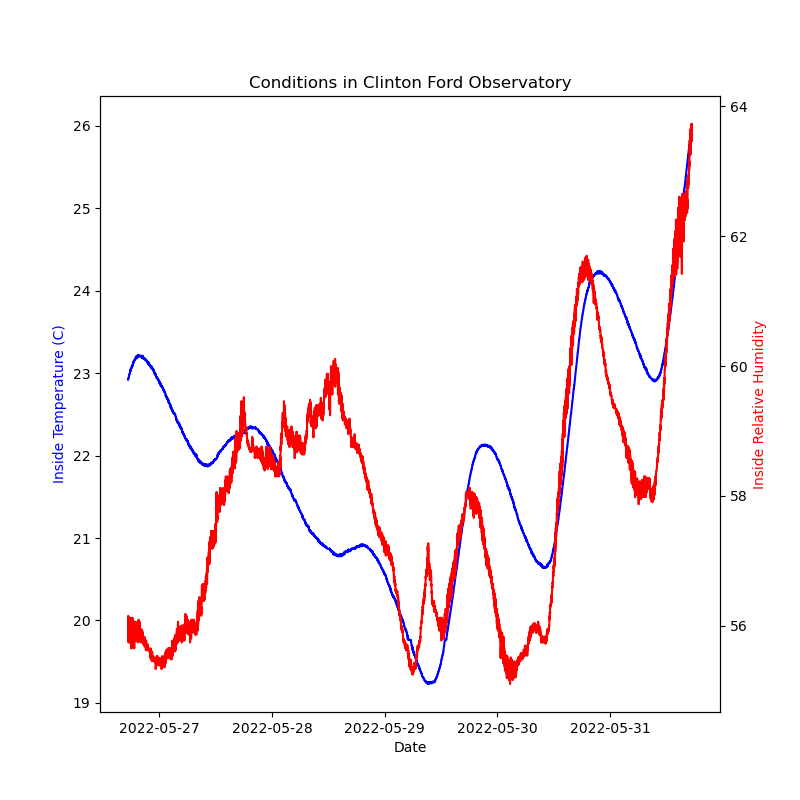 Conditions in Clinton Ford Observatory
26
25
24
23
22
21
20
19
Inside Temperature (C)
64
62
60
58
56
Inside Relative Humidity
2022-05-27 2022-05-28 2022-05-29 2022-05-30 2022-05-31
Date